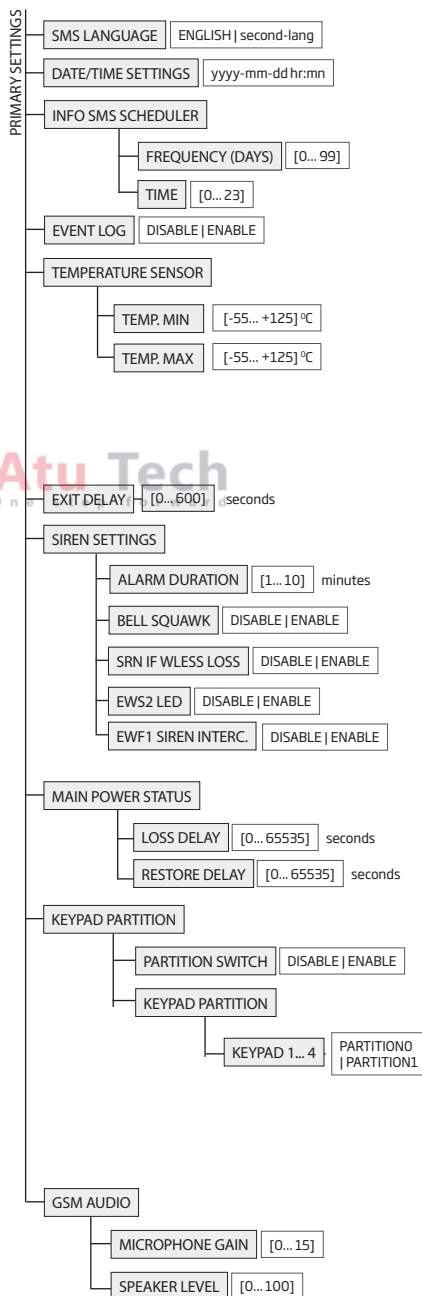 PRIMARY SETTINGS
SMS LANGUAGE ENGLISH | second-lang
DATE/TIME SETTINGS yyyy-mm-dd hr:mn
INFO SMS SCHEDULER
FREQUENCY (DAYS) [0... 99]
TIME [0... 23]
EVENT LOG DISABLE | ENABLE
TEMPERATURE SENSOR
TEMP. MIN [-55... +125] ⁰C
TEMP. MAX [-55... +125] ⁰C
Atu Tech
EXIT DELAY [0... 600] seconds
SIREN SETTINGS
ALARM DURATION [1... 10] minutes
BELL SQUAWK DISABLE | ENABLE
SRN IF WLESS LOSS DISABLE | ENABLE
EWS2 LED DISABLE | ENABLE
EWF1 SIREN INTERC. DISABLE | ENABLE
MAIN POWER STATUS
LOSS DELAY [0... 65535] seconds
RESTORE DELAY [0... 65535] seconds
KEYPAD PARTITION
PARTITION SWITCH DISABLE | ENABLE
KEYPAD PARTITION
KEYPAD 1... 4 PARTITION0
| PARTITION1
GSM AUDIO
MICROPHONE GAIN [0... 15]
SPEAKER LEVEL [0... 100]